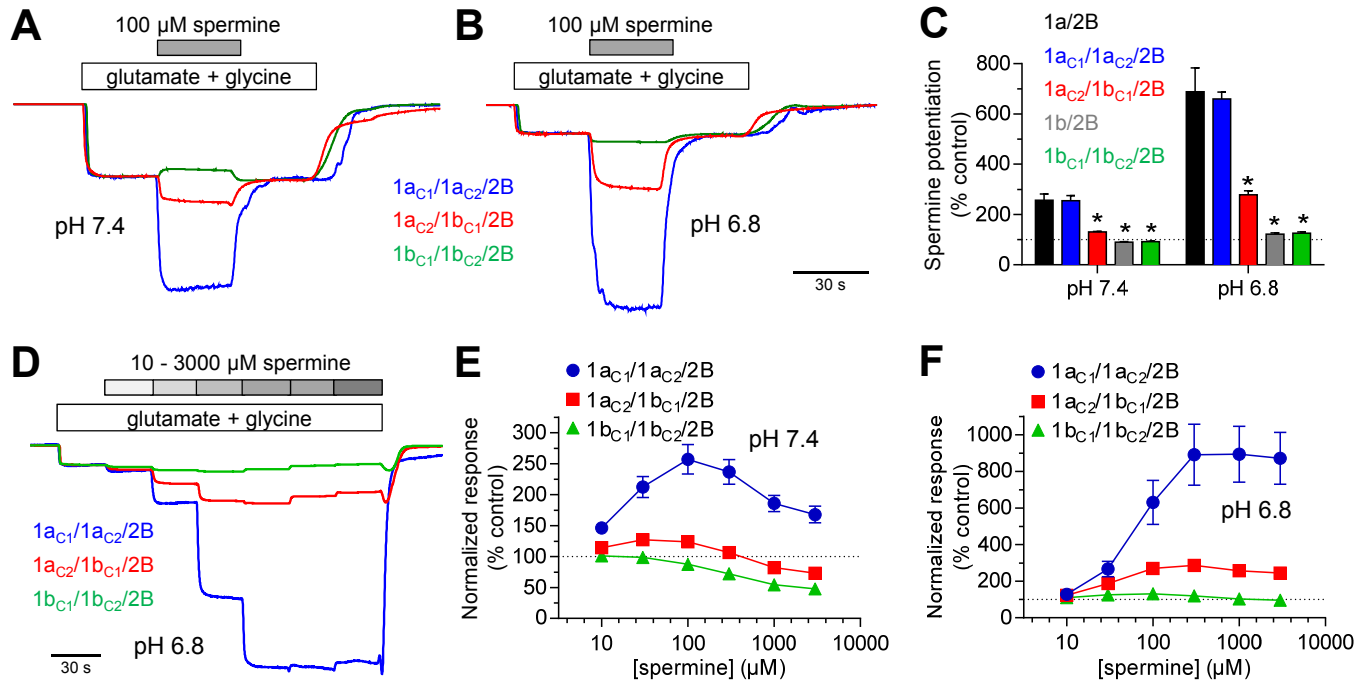 A
100 µM spermine
glutamate + glycine
pH 7.4
1aC1/1aC2/2B
1aC2/1bC1/2B
1bC1/1bC2/2B
B
100 µM spermine
glutamate + glycine
pH 6.8
30 s
C
1a/2B
1aC1/1aC2/2B
1aC2/1bC1/2B
1b/2B
1bC1/1bC2/2B
Spermine potentiation
(% control)
800
600
400
200
0
* * *
* * *
pH 7.4
pH 6.8
D
10 - 3000 µM spermine
glutamate + glycine
1aC1/1aC2/2B
1aC2/1bC1/2B
1bC1/1bC2/2B
pH 6.8
30 s
E
1aC1/1aC2/2B
1aC2/1bC1/2B
1bC1/1bC2/2B
pH 7.4
Normalized response
(% control)
300
250
200
150
100
50
0
10 100 1000 10000
[spermine] (µM)
F
1aC1/1aC2/2B
1aC2/1bC1/2B
1bC1/1bC2/2B
pH 6.8
Normalized response
(% control)
1000
800
600
400
200
0
10 100 1000 10000
[spermine] (µM)